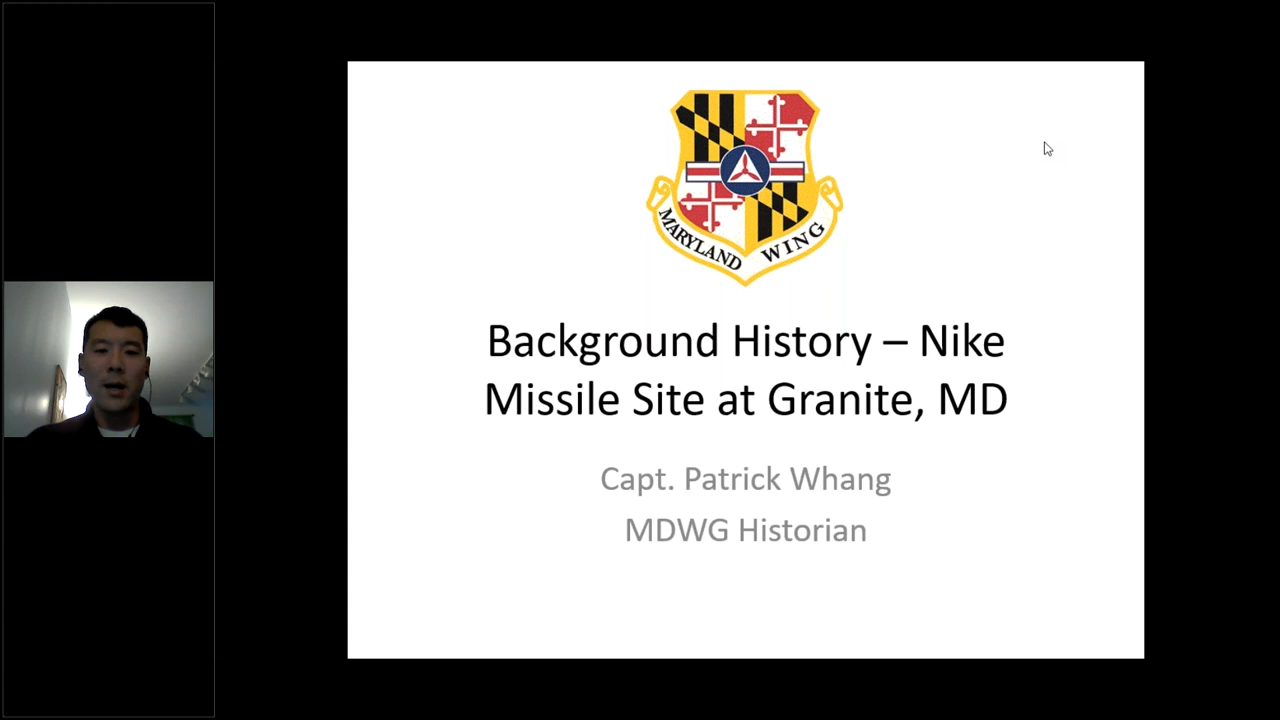 MARYLAND WING
Background History – Nike
Missile Site at Granite, MD
Capt. Patrick Whang
MDWG Historian